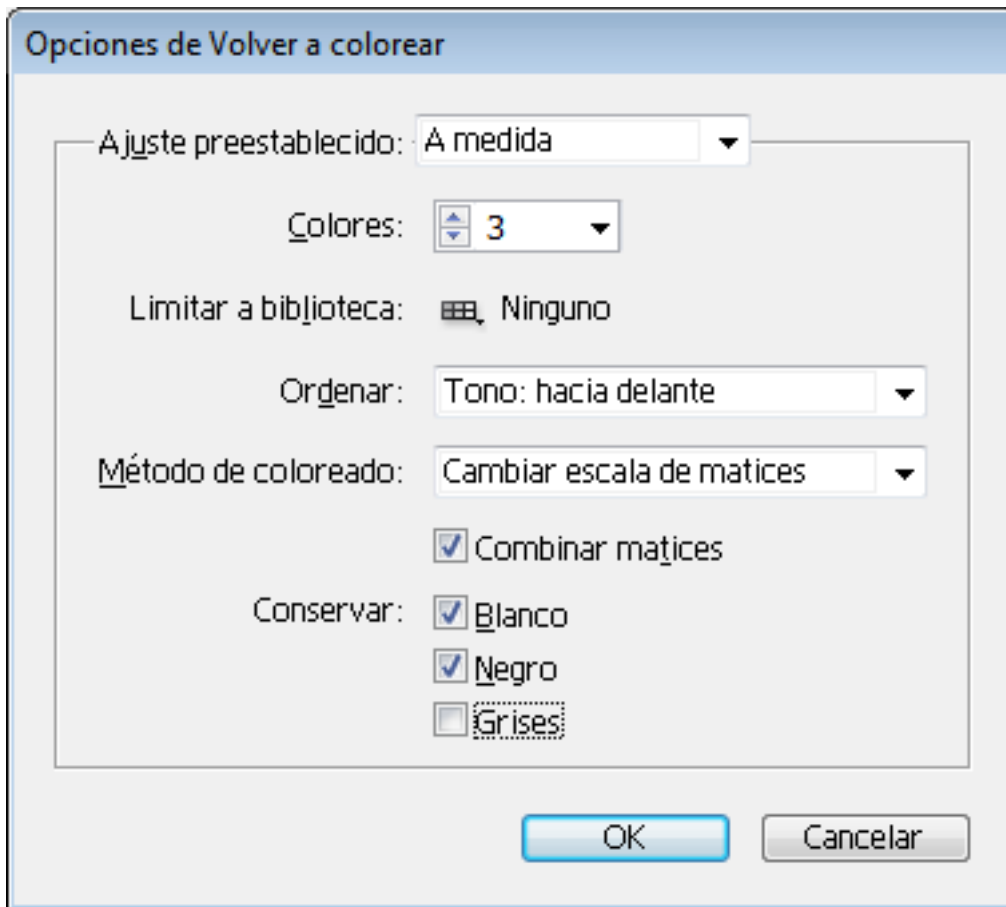 Opciones de Volver a colorear
Ajuste preestablecido: A medida
Colores: 3
Limitar a biblioteca: Ninguno
Ordenar: Tono: hacia delante
Método de coloreado: Cambiar escala de matices
Combinar matices
Conservar: Blanco
Negro
Grises
OK Cancelar